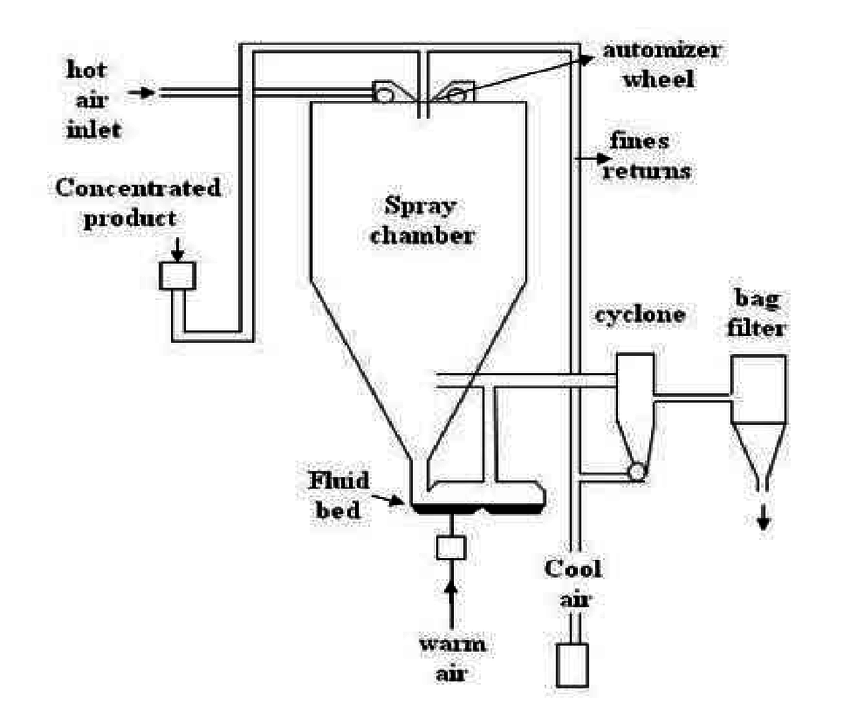 hot
air
inlet
automizer
wheel
fines
returns
Concentrated
product
Spray
chamber
cyclone
bag
filter
Fluid
bed
Cool
air
warm
air